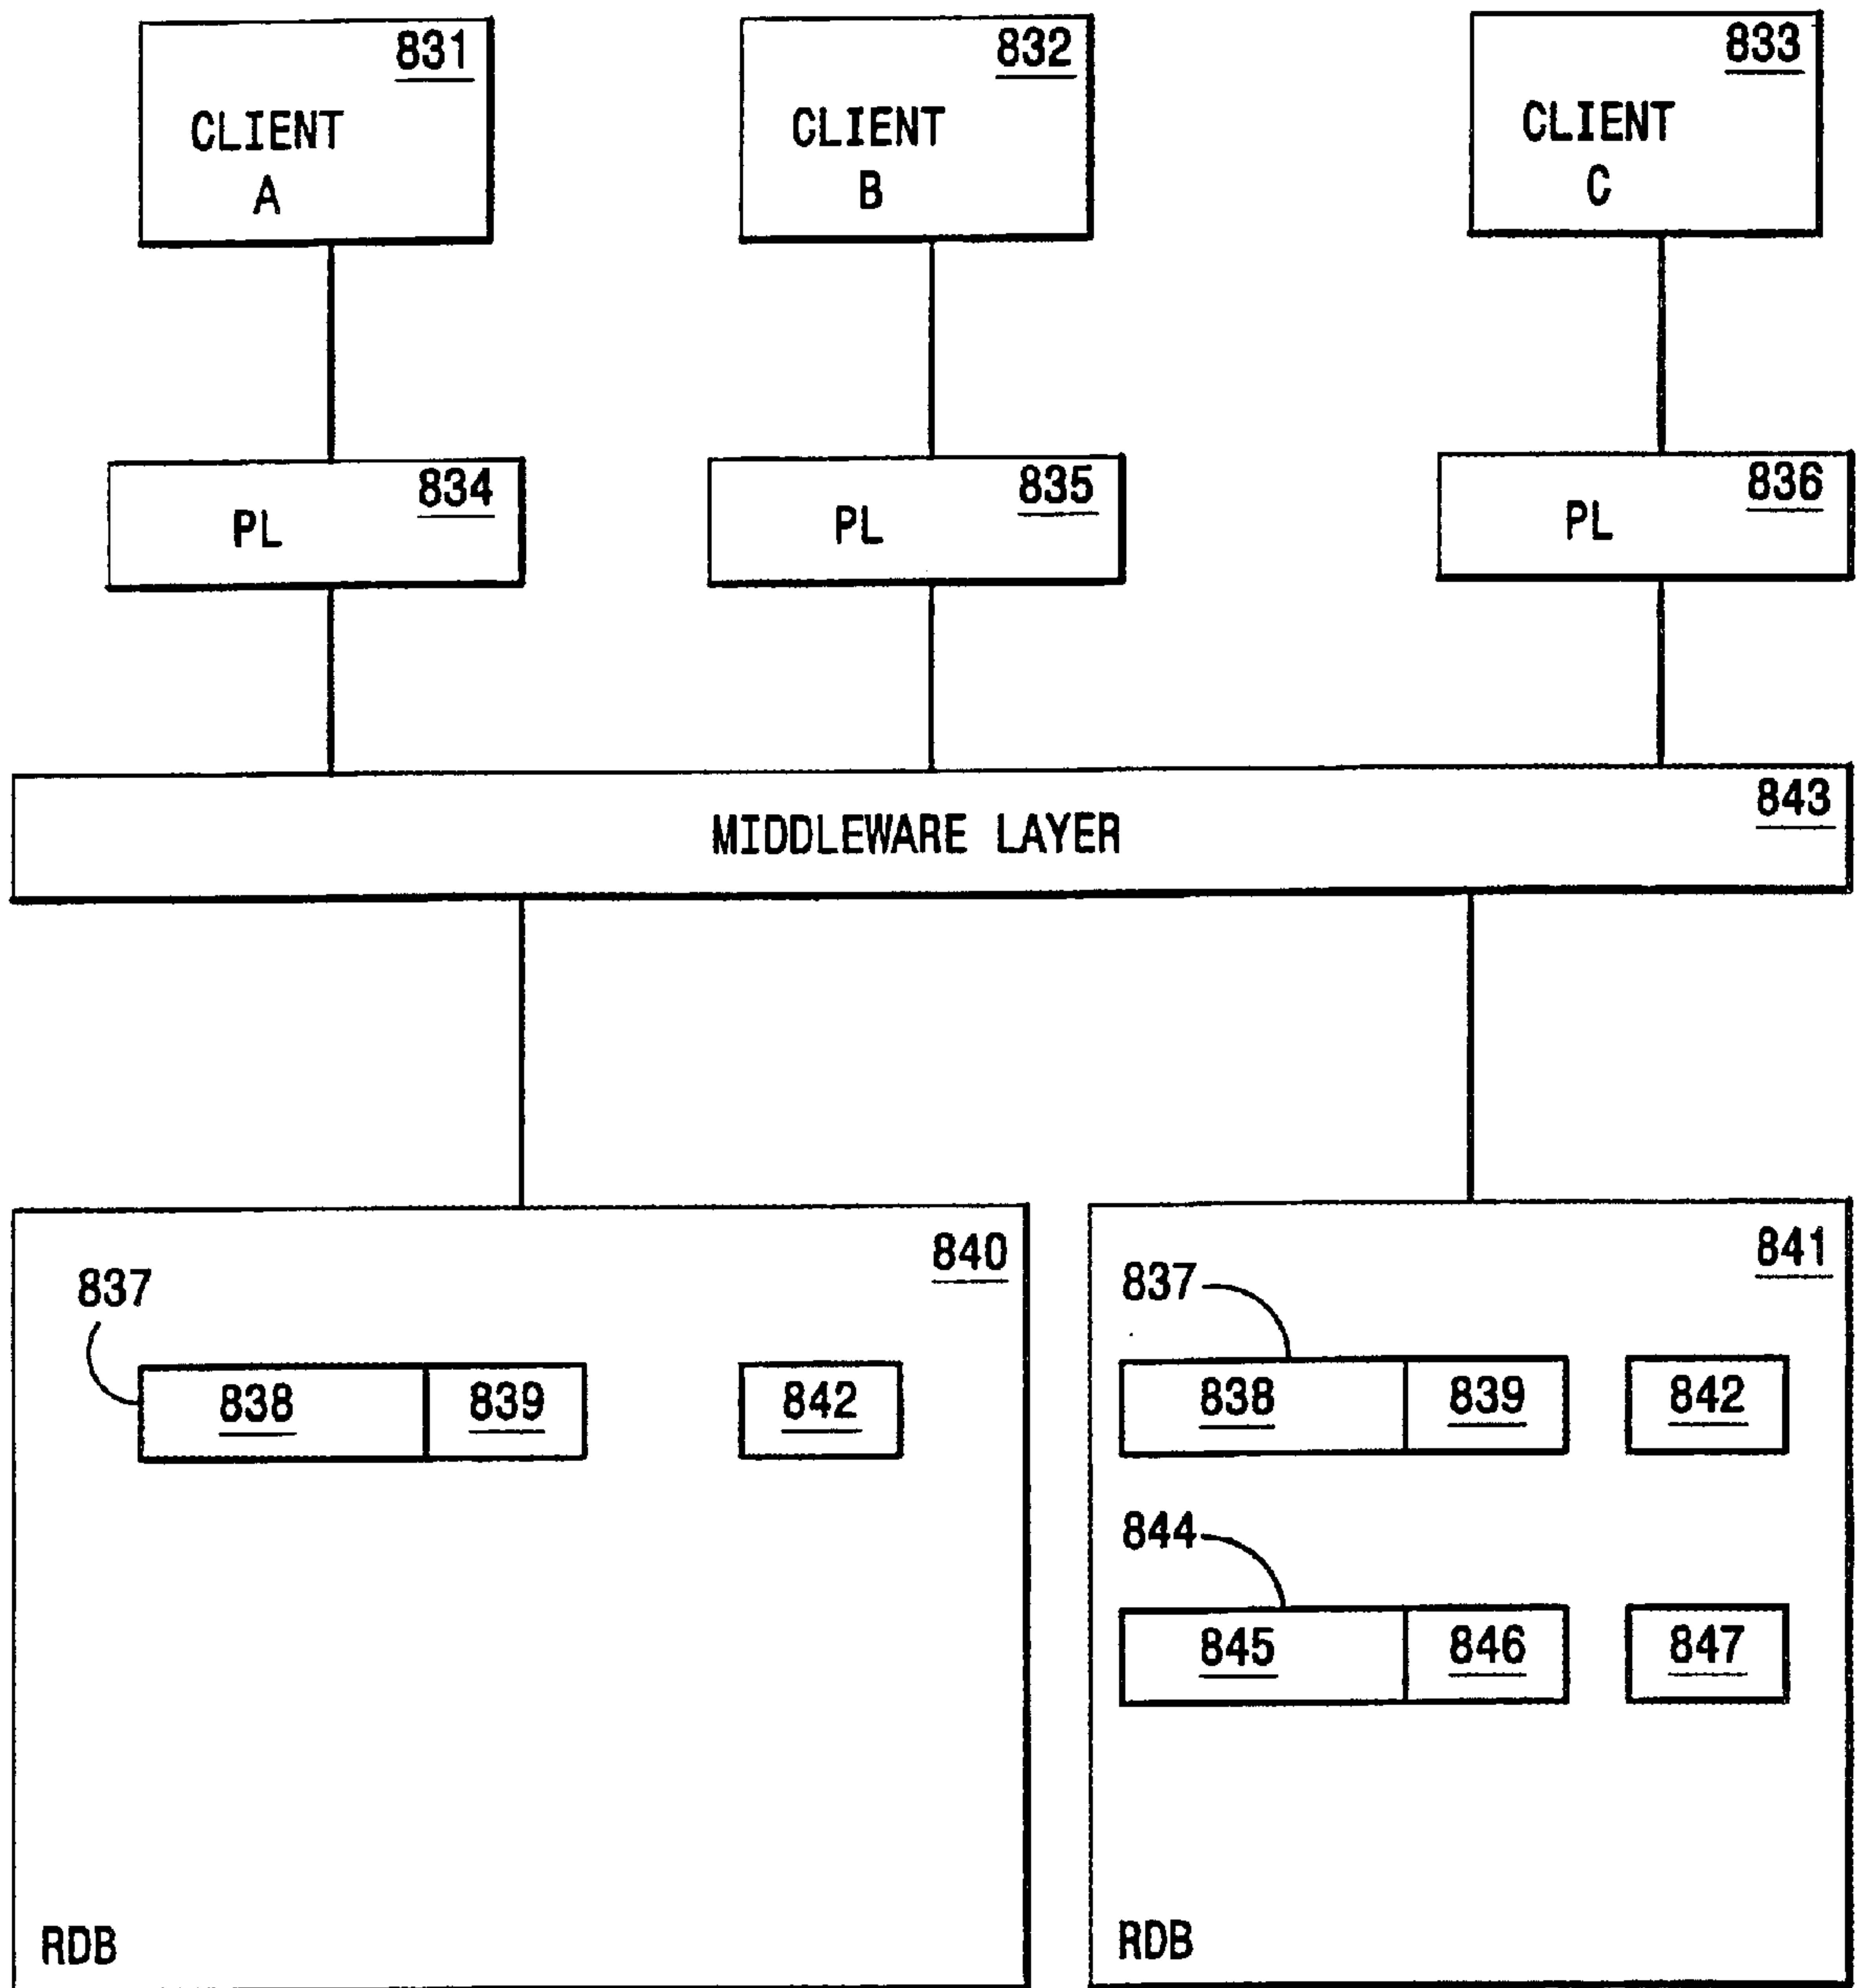 831
CLIENT
A
832
CLIENT
B
833
CLIENT
C
834
PL
835
PL
836
PL
843
MIDDLEWARE LAYER
840
837
838 839 842
RDB
841
837
838 839 842
844
845 846 847
RDB